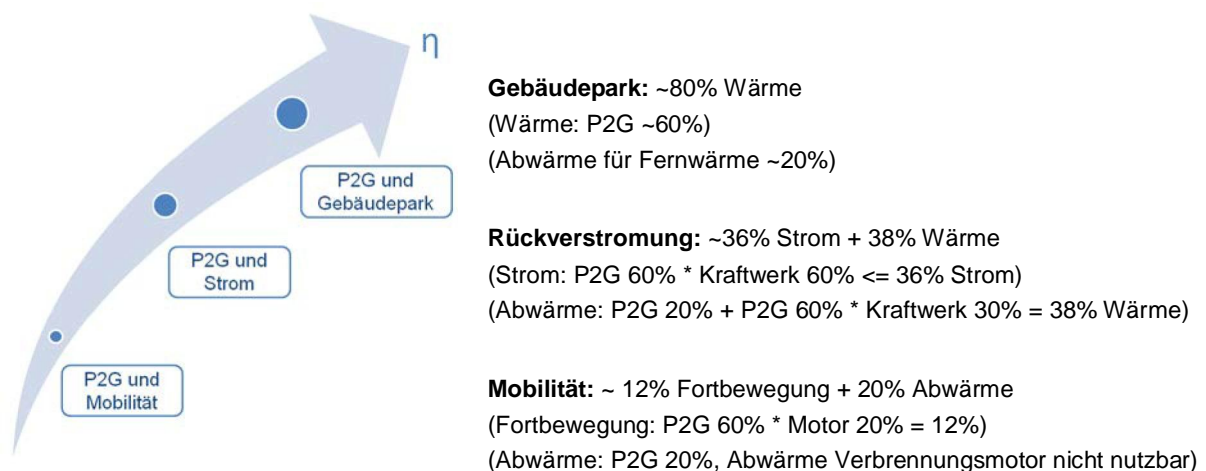 η
P2G und
Gebäudepark
P2G und
Strom
P2G und
Mobilität
Gebäudepark: ~80% Wärme
(Wärme: P2G ~60%)
(Abwärme für Fernwärme ~20%)
Rückverstromung: ~36% Strom + 38% Wärme
(Strom: P2G 60% * Kraftwerk 60% <= 36% Strom)
(Abwärme: P2G 20% + P2G 60% * Kraftwerk 30% = 38% Wärme)
Mobilität: ~ 12% Fortbewegung + 20% Abwärme
(Fortbewegung: P2G 60% * Motor 20% = 12%)
(Abwärme: P2G 20%, Abwärme Verbrennungsmotor nicht nutzbar)